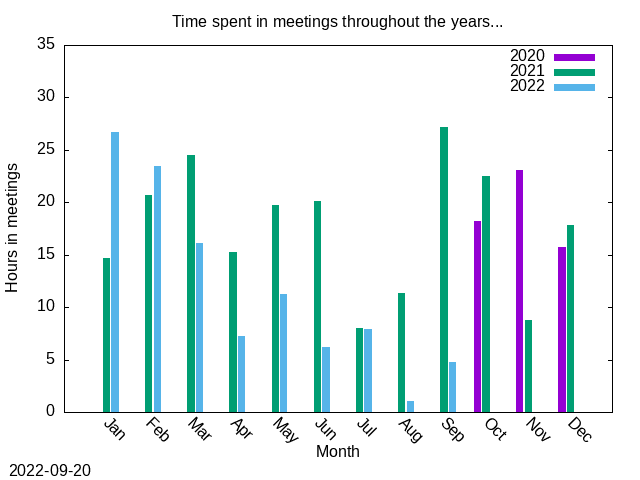 Time spent in meetings throughout the years...
35
30
25
20
15
10
5
0
Hours in meetings
2020
2021
2022
Jan
Feb
Mar
Apr
May
Jun
Jul
Aug
Sep
Oct
Nov
Dec
Month
2022-09-20